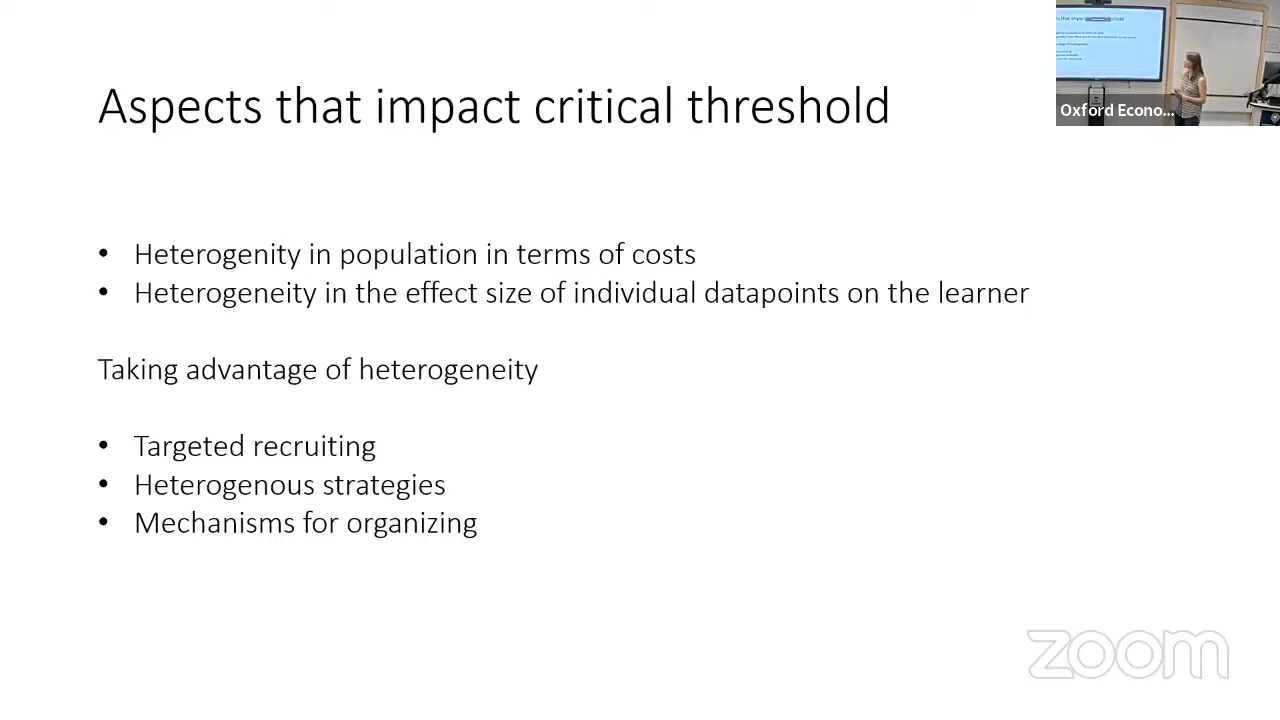 Aspects that impact critical threshold
Oxford Econo...
• Heterogenity in population in terms of costs
• Heterogeneity in the effect size of individual datapoints on the learner
Taking advantage of heterogeneity
• Targeted recruiting
• Heterogenous strategies
• Mechanisms for organizing
zoom